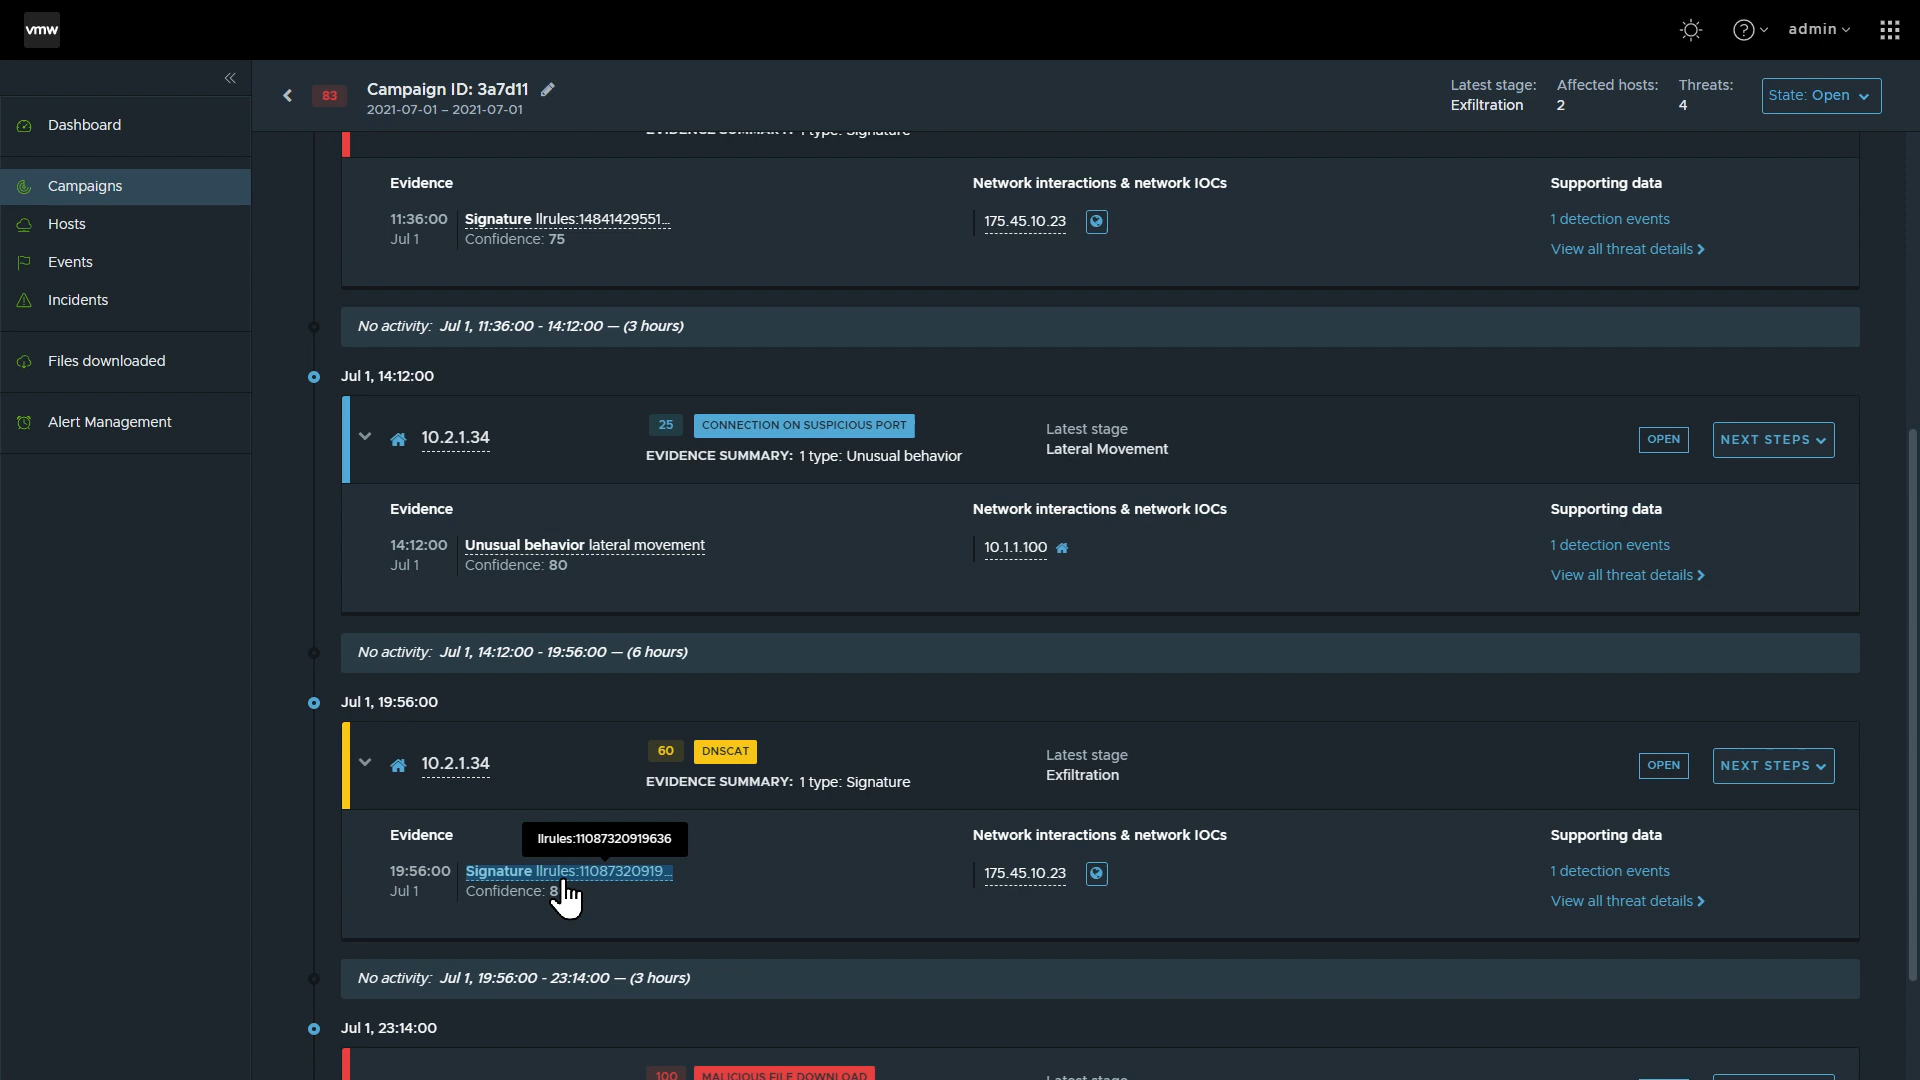 vmw
admin
Dashboard
Campaigns
Hosts
Events
Incidents
Files downloaded
Alert Management
83
Campaign ID: 3a7d11
2021-07-01 – 2021-07-01
Latest stage:
Exfiltration
Affected hosts:
2
Threats:
4
State: Open
EVIDENCE SUMMARY: 1 type: Signature
Evidence
Network interactions & network IOCs
Supporting data
11:36:00
Jul 1
Signature llrules:14841429551...
Confidence: 75
175.45.10.23
1 detection events
View all threat details
No activity: Jul 1, 11:36:00 - 14:12:00 — (3 hours)
Jul 1, 14:12:00
10.2.1.34
25
CONNECTION ON SUSPICIOUS PORT
EVIDENCE SUMMARY: 1 type: Unusual behavior
Latest stage
Lateral Movement
OPEN
NEXT STEPS
Evidence
Network interactions & network IOCs
Supporting data
14:12:00
Jul 1
Unusual behavior lateral movement
Confidence: 80
10.1.1.100
1 detection events
View all threat details
No activity: Jul 1, 14:12:00 - 19:56:00 — (6 hours)
Jul 1, 19:56:00
10.2.1.34
60
DNSCAT
EVIDENCE SUMMARY: 1 type: Signature
Latest stage
Exfiltration
OPEN
NEXT STEPS
Evidence
llrules:11087320919636
Network interactions & network IOCs
Supporting data
19:56:00
Jul 1
Signature llrules:11087320919...
Confidence:
175.45.10.23
1 detection events
View all threat details
No activity: Jul 1, 19:56:00 - 23:14:00 — (3 hours)
Jul 1, 23:14:00
100
MALICIOUS FILE DOWNLOAD
Latest stage